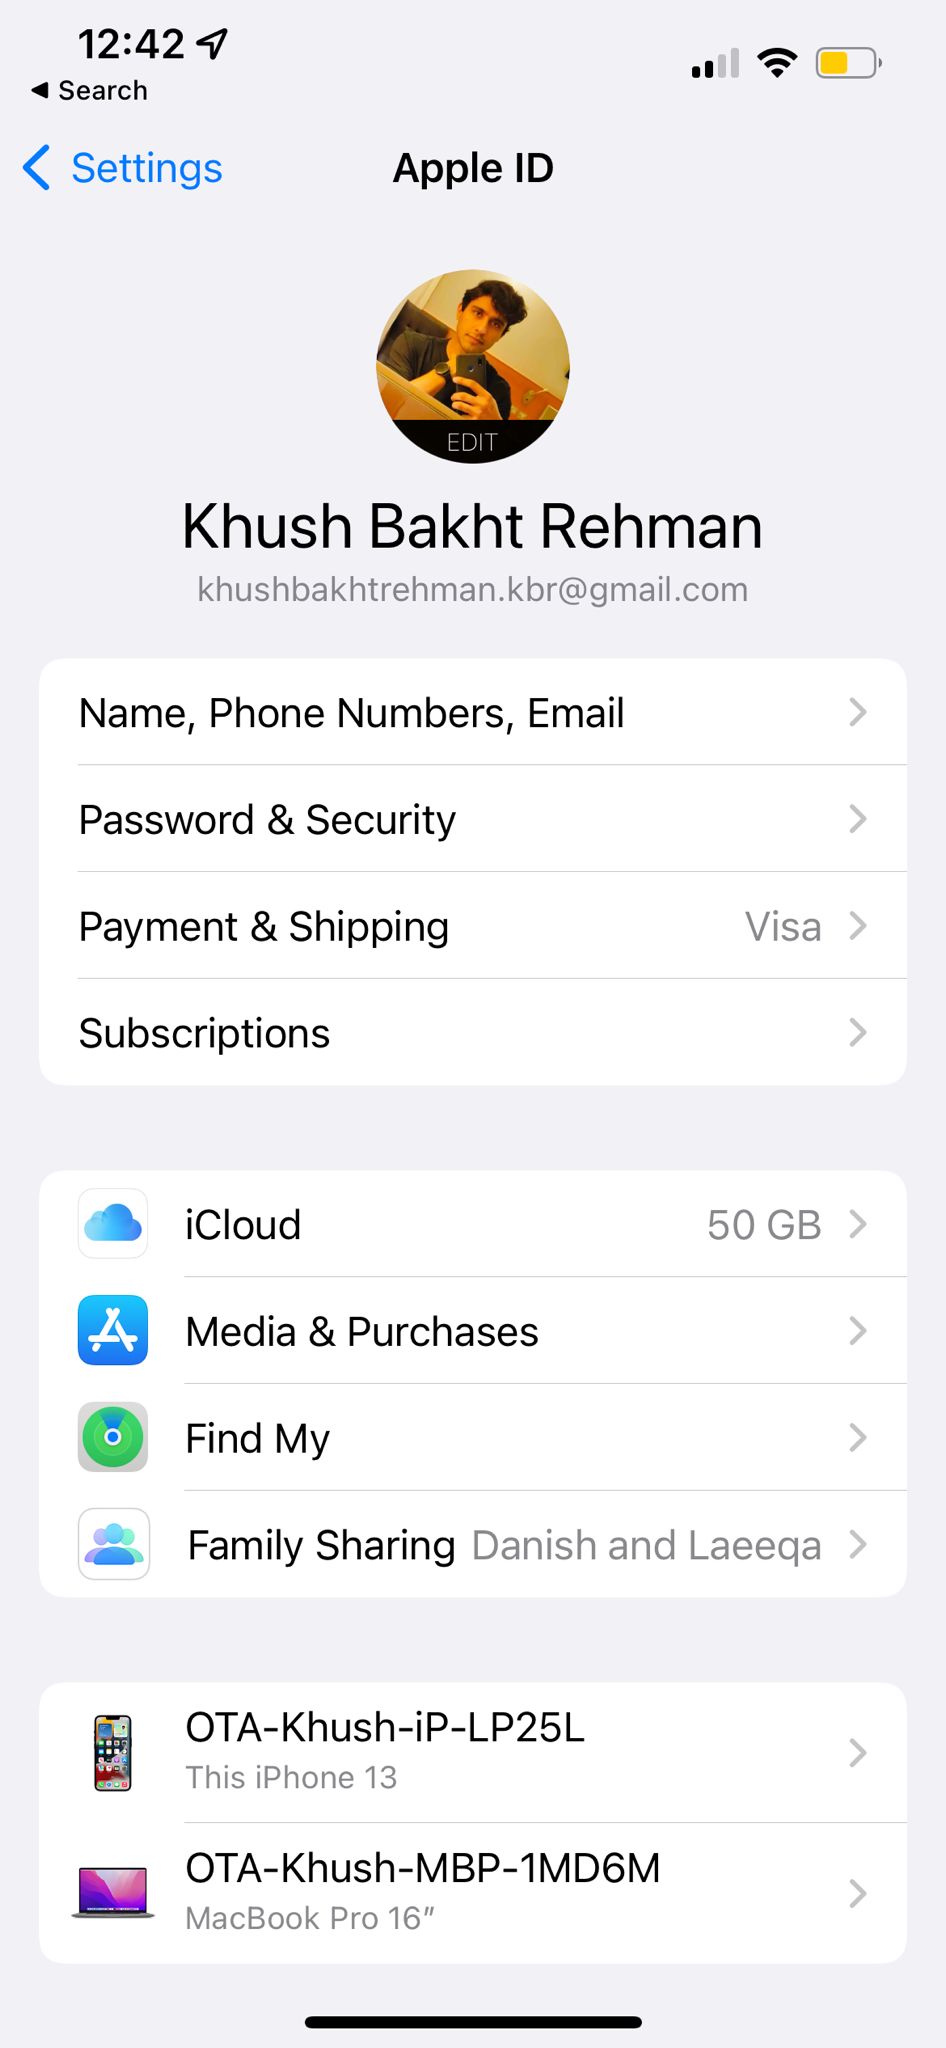 12:42
◀ Search
Settings
Apple ID
EDIT
Khush Bakht Rehman
khushbakhtrehman.kbr@gmail.com
Name, Phone Numbers, Email
Password & Security
Payment & Shipping Visa
Subscriptions
iCloud 50 GB
Media & Purchases
Find My
Family Sharing Danish and Laeeqa
OTA-Khush-iP-LP25L
This iPhone 13
OTA-Khush-MBP-1MD6M
MacBook Pro 16″